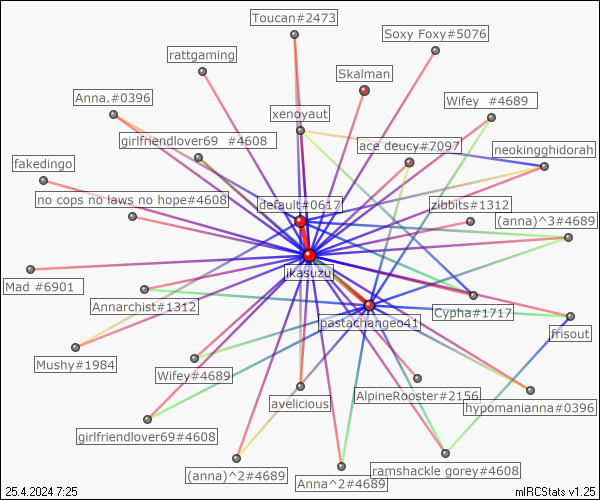 Toucan#2473
Soxy Foxy#5076
rattgaming
Skalman
Anna.#0396
Wifey  #4689
xenoyaut
girlfriendlover69  #4608
ace deucy#7097
neokingghidorah
fakedingo
no cops no laws no hope#4608
default#0617
zibbits#1312
(anna)^3#4689
ikasuzu
Mad #6901
Annarchist#1312
Cypha#1717
pastachangeo41
frisout
Mushy#1984
Wifey#4689
avelicious
AlpineRooster#2156
hypomanianna#0396
girlfriendlover69#4608
(anna)^2#4689
Anna^2#4689
ramshackle gorey#4608
25.4.2024 7:25
mIRCStats v1.25